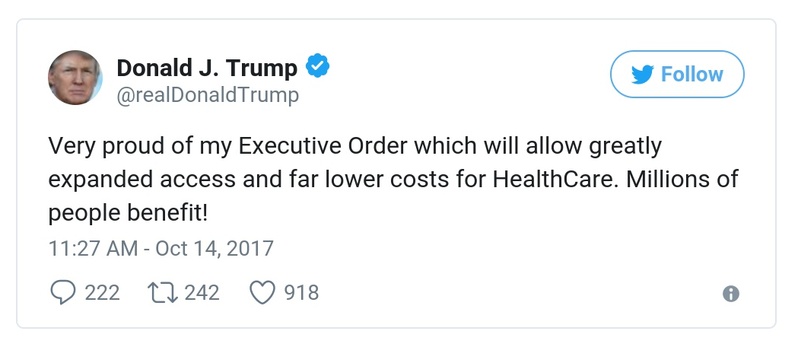 Donald J. Trump
@realDonaldTrump
Follow
Very proud of my Executive Order which will allow greatly
expanded access and far lower costs for HealthCare. Millions of
people benefit!
11:27 AM - Oct 14, 2017
222 242 918